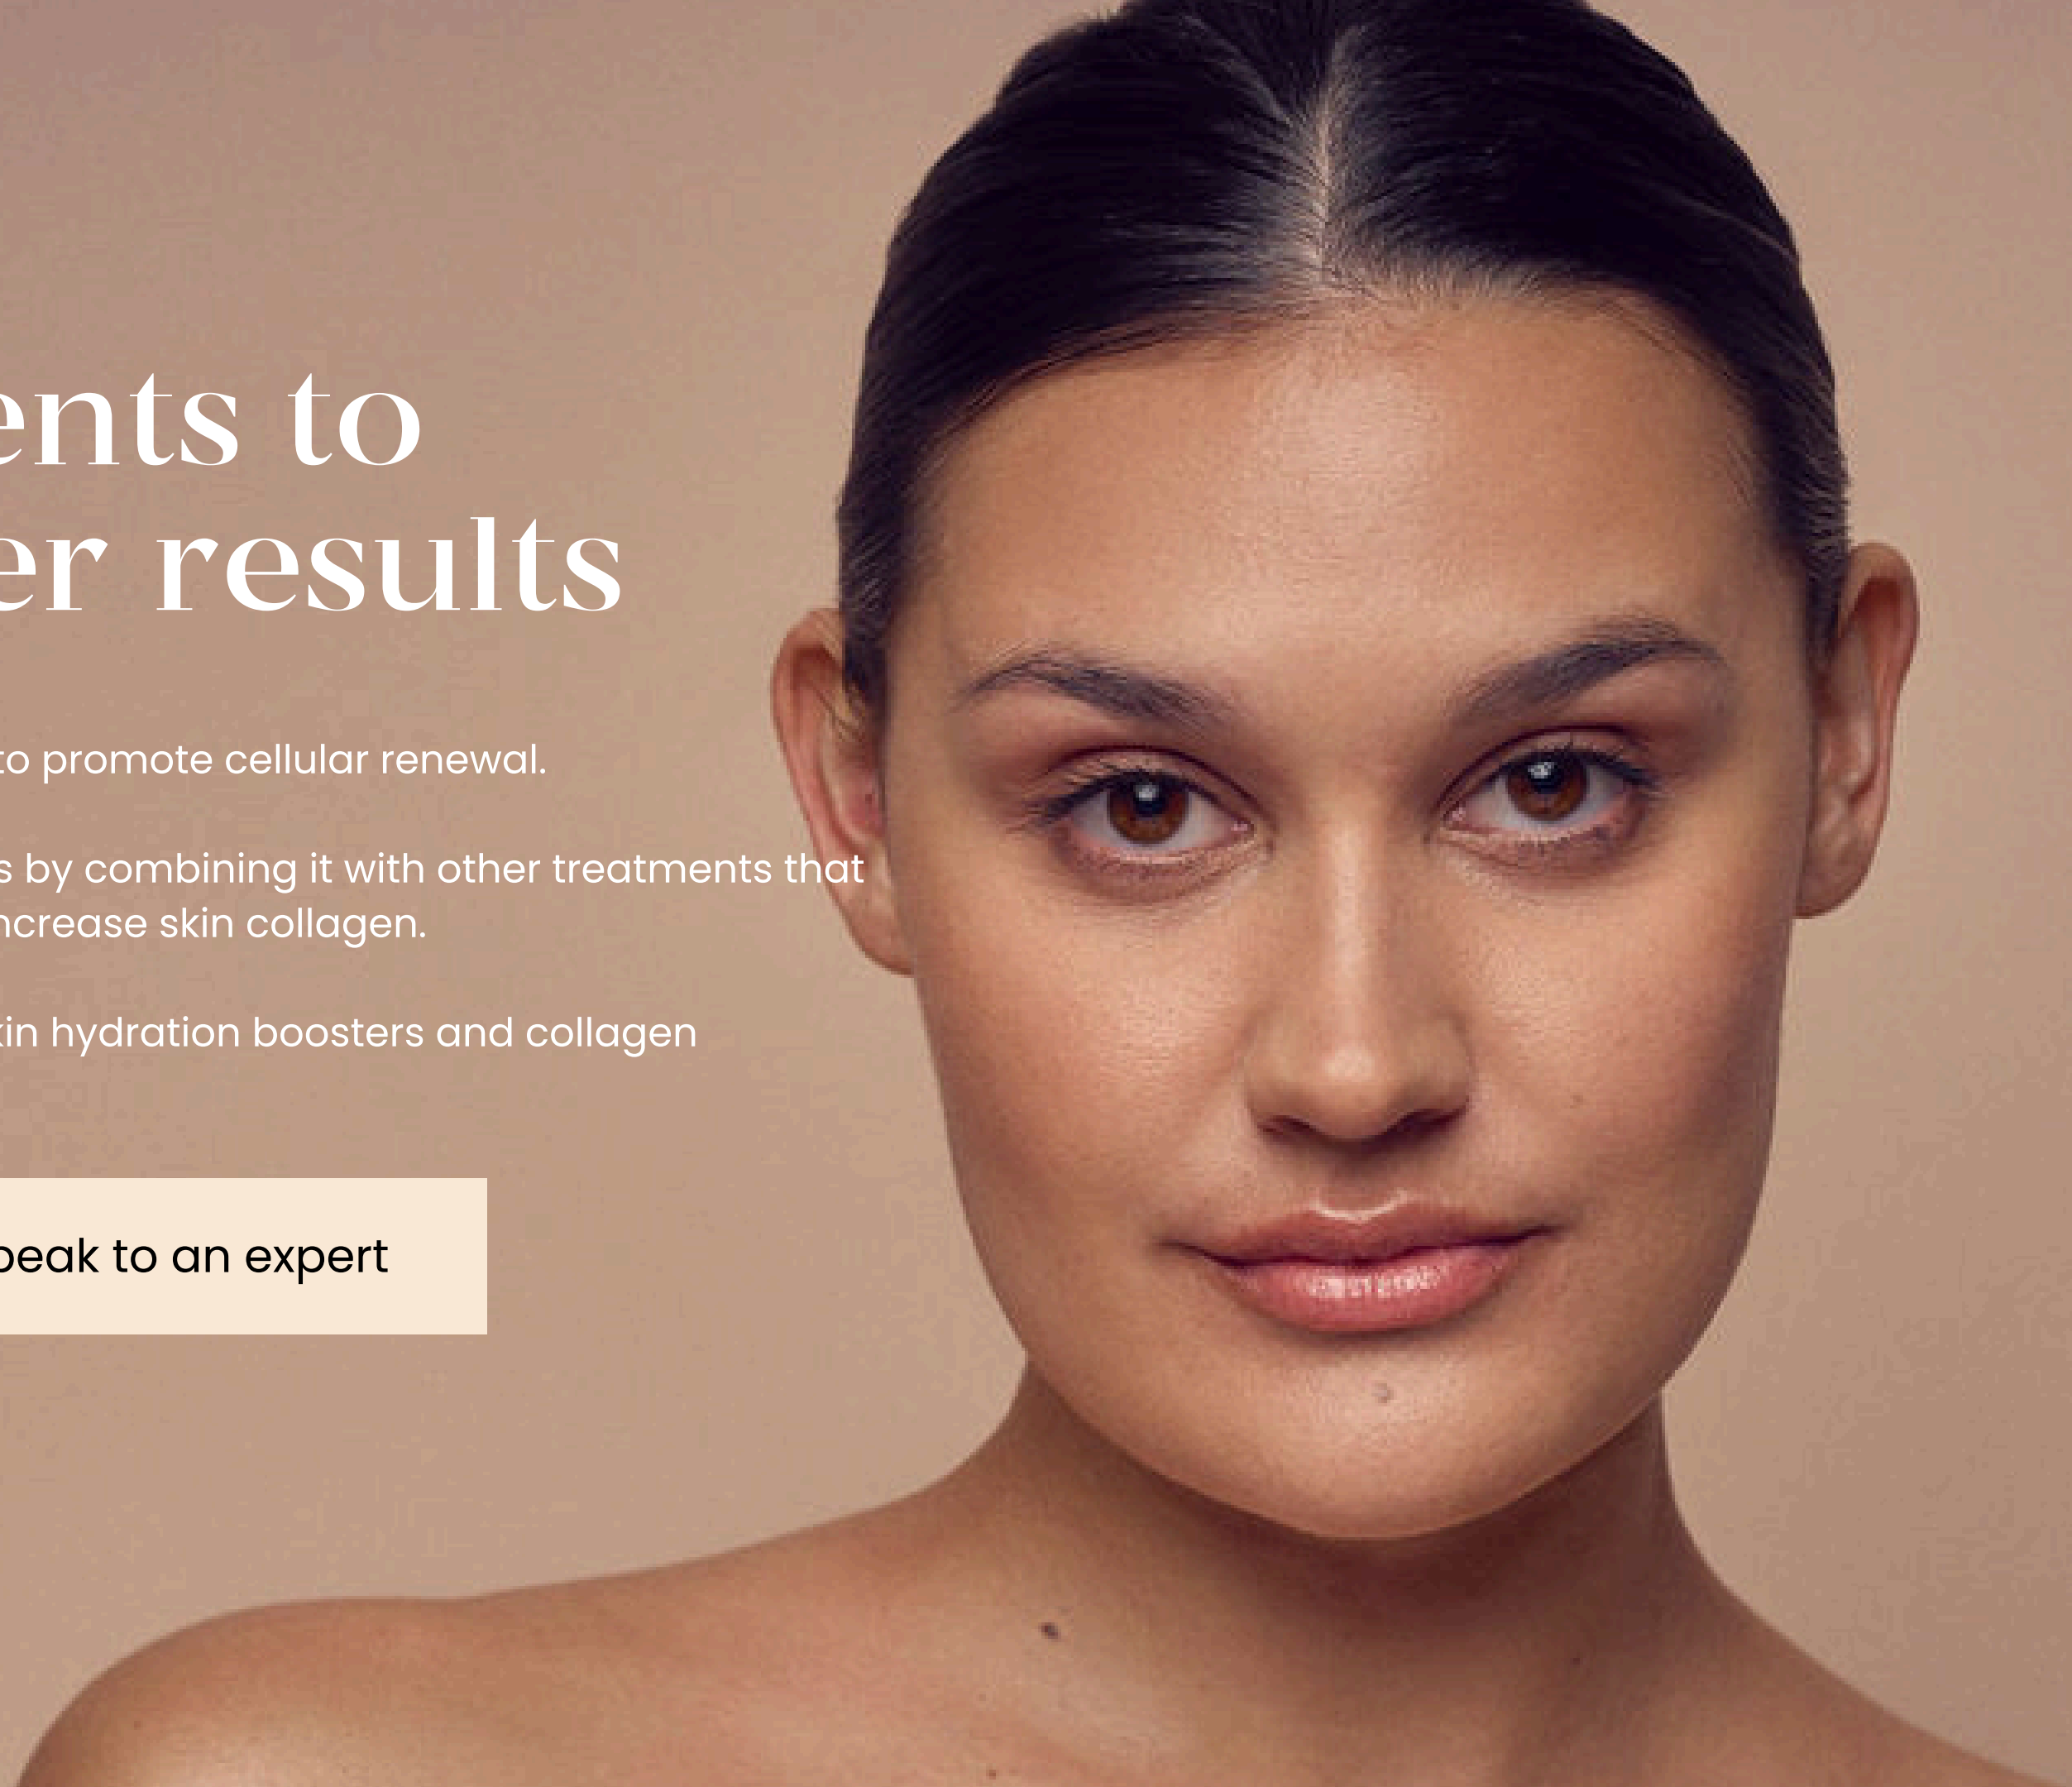 ents to
er results
to promote cellular renewal.
s by combining it with other treatments that
ncrease skin collagen.
kin hydration boosters and collagen
peak to an expert